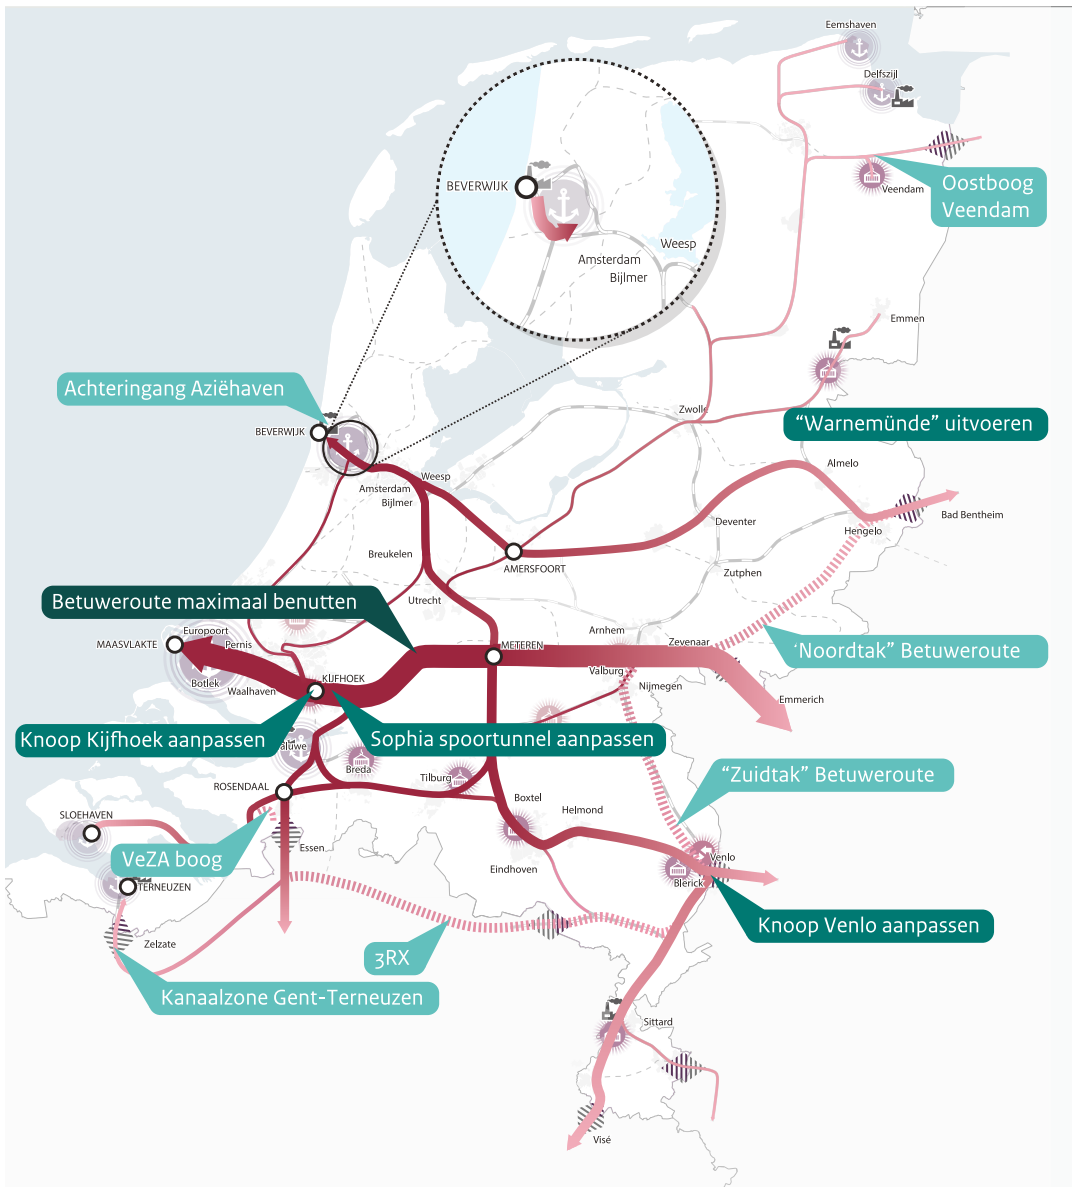 Eemshaven
Delfszijl
Veendam
Oostboog
Veendam
BEVERWIJK
Weesp
Amsterdam
Bijlmer
Emmen
Achteringang Aziëhaven
Zwolle
"Warnemünde" uitvoeren
BEVERWIJK
Weesp
Amsterdam
Bijlmer
Almelo
Bad Bentheim
Deventer
Hengelo
Breukelen
AMERSFOORT
Zutphen
Betuweroute maximaal benutten
Utrecht
Europoort
MAASVLAKTE
Pernis
Arnhem
Zevenaar
METEREN
'Noordtak" Betuweroute
Botlek
Waalhaven
KIJFHOEK
Valburg
Nijmegen
Emmerich
Knoop Kijfhoek aanpassen
Sophia spoortunnel aanpassen
aluwe
Breda
Tilburg
"Zuidtak" Betuweroute
ROSENDAAL
Boxtel
Helmond
SLOEHAVEN
Essen
VeZA boog
Venlo
Eindhoven
Blerick
TERNEUZEN
Knoop Venlo aanpassen
Zelzate
3RX
Kanaalzone Gent-Terneuzen
Sittard
Visé